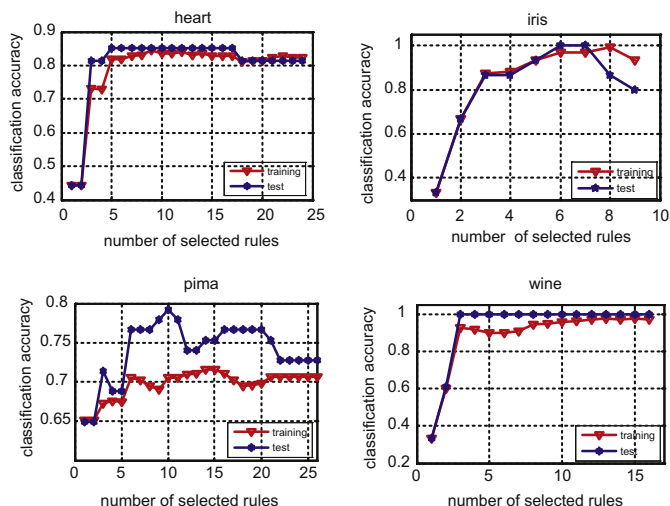 heart
classification accuracy
0.9
0.8
0.7
0.6
0.5
0.4
0 5 10 15 20 25
training
test
number of selected rules
iris
classification accuracy
1
0.8
0.6
0.4
0 2 4 6 8 10
training
test
number of selected rules
pima
classification accuracy
0.8
0.75
0.7
0.65
0 5 10 15 20 25
training
test
number of selected rules
wine
classification accuracy
1
0.8
0.6
0.4
0.2
0 5 10 15
training
test
number of selected rules